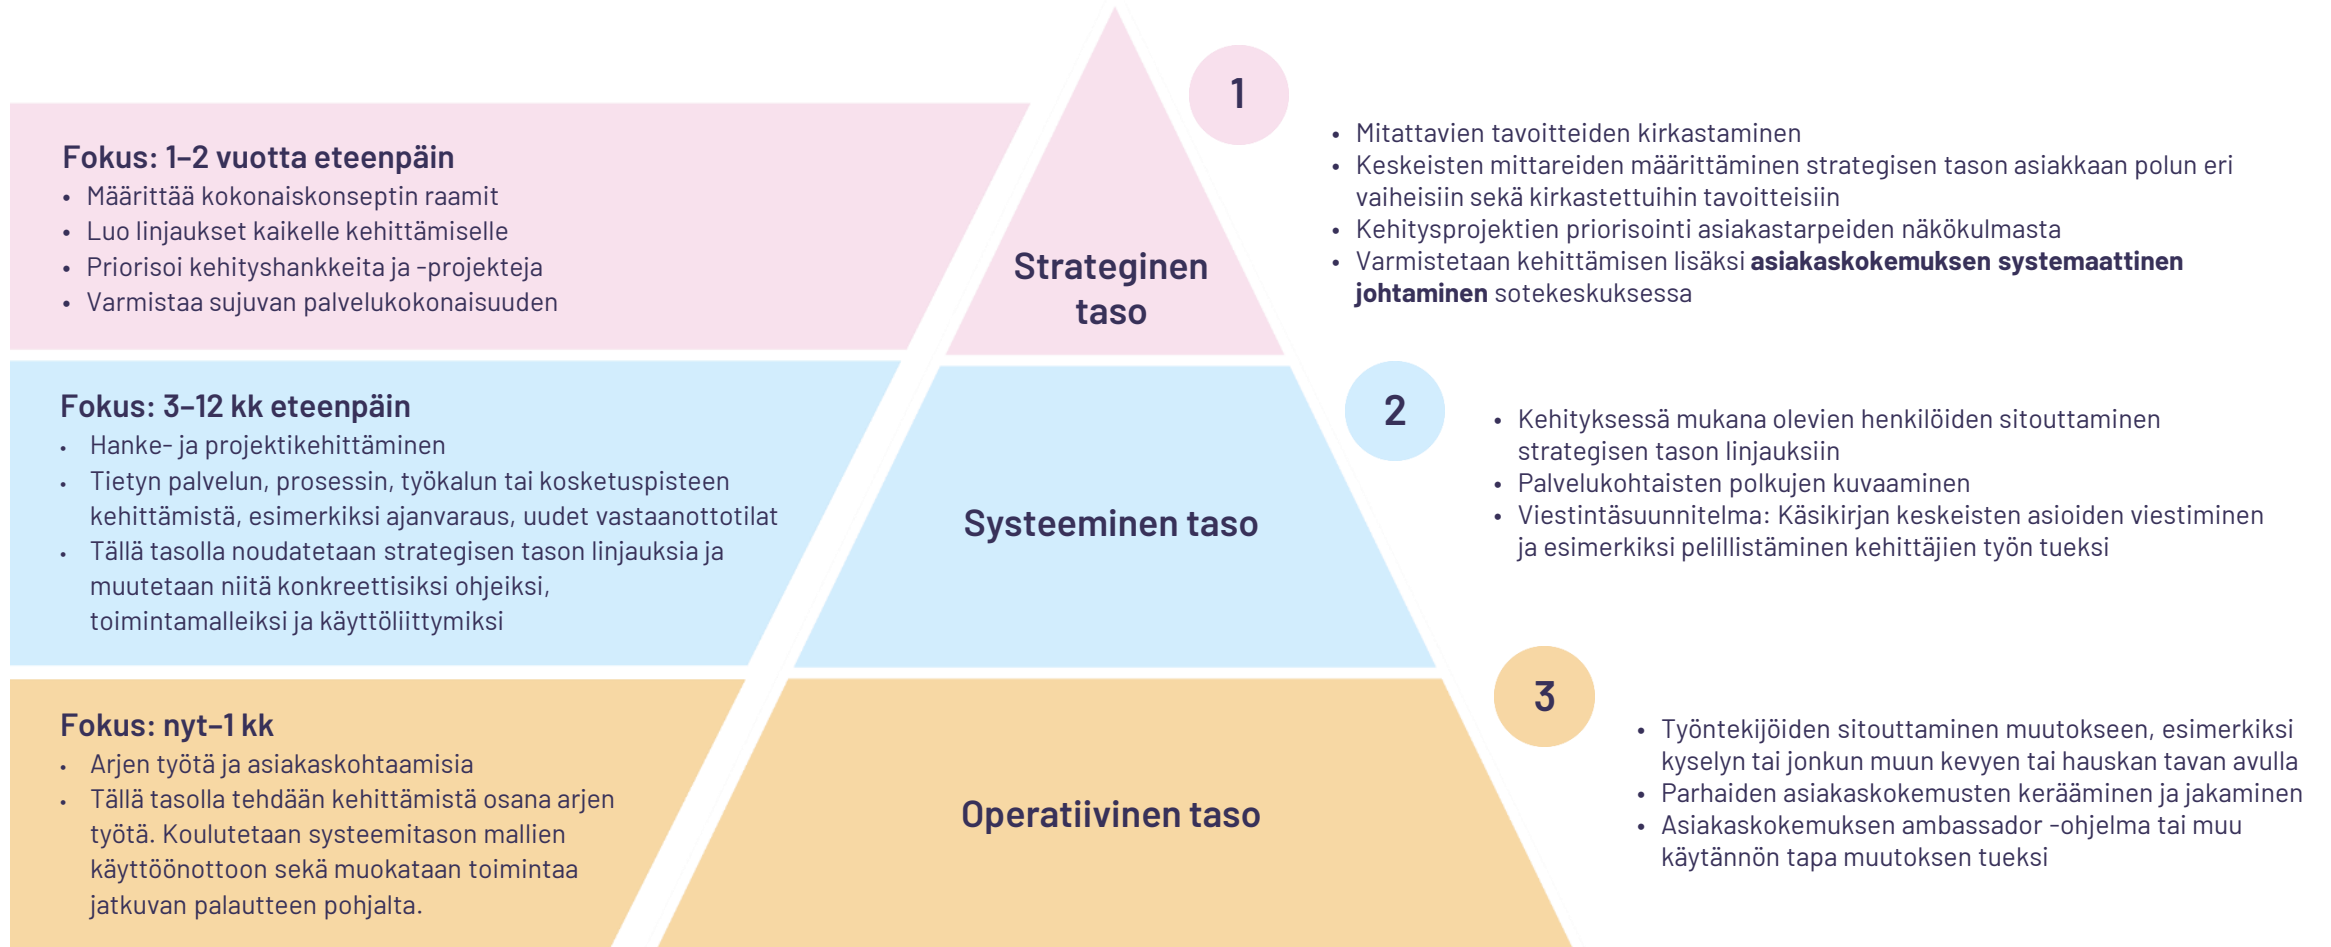 Fokus: 1–2 vuotta eteenpäin
• Määrittää kokonaiskonseptin raamit
• Luo linjaukset kaikelle kehittämiselle
• Priorisoi kehityshankkeita ja -projekteja
• Varmistaa sujuvan palvelukokonaisuuden
Strateginen
taso
1
• Mitattavien tavoitteiden kirkastaminen
• Keskeisten mittareiden määrittäminen strategisen tason asiakkaan polun eri
vaiheisiin sekä kirkastettuihin tavoitteisiin
• Kehitysprojektien priorisointi asiakastarpeiden näkökulmasta
• Varmistetaan kehittämisen lisäksi asiakaskokemuksen systemaattinen
johtaminen sotekeskuksessa
Fokus: 3–12 kk eteenpäin
• Hanke- ja projektikehittäminen
• Tietyn palvelun, prosessin, työkalun tai kosketuspisteen
kehittämistä, esimerkiksi ajanvaraus, uudet vastaanottotilat
• Tällä tasolla noudatetaan strategisen tason linjauksia ja
muutetaan niitä konkreettisiksi ohjeiksi,
toimintamalleiksi ja käyttöliittymiksi
Systeeminen taso
2
• Kehityksessä mukana olevien henkilöiden sitouttaminen
strategisen tason linjauksiin
• Palvelukohtaisten polkujen kuvaaminen
• Viestintäsuunnitelma: Käsikirjan keskeisten asioiden viestiminen
ja esimerkiksi pelillistäminen kehittäjien työn tueksi
Fokus: nyt–1 kk
• Arjen työtä ja asiakaskohtaamisia
• Tällä tasolla tehdään kehittämistä osana arjen
työtä. Koulutetaan systeemitason mallien
käyttöönottoon sekä muokataan toimintaa
jatkuvan palautteen pohjalta.
Operatiivinen taso
3
• Työntekijöiden sitouttaminen muutokseen, esimerkiksi
kyselyn tai jonkun muun kevyen tai hauskan tavan avulla
• Parhaiden asiakaskokemusten kerääminen ja jakaminen
• Asiakaskokemuksen ambassador -ohjelma tai muu
käytännön tapa muutoksen tueksi